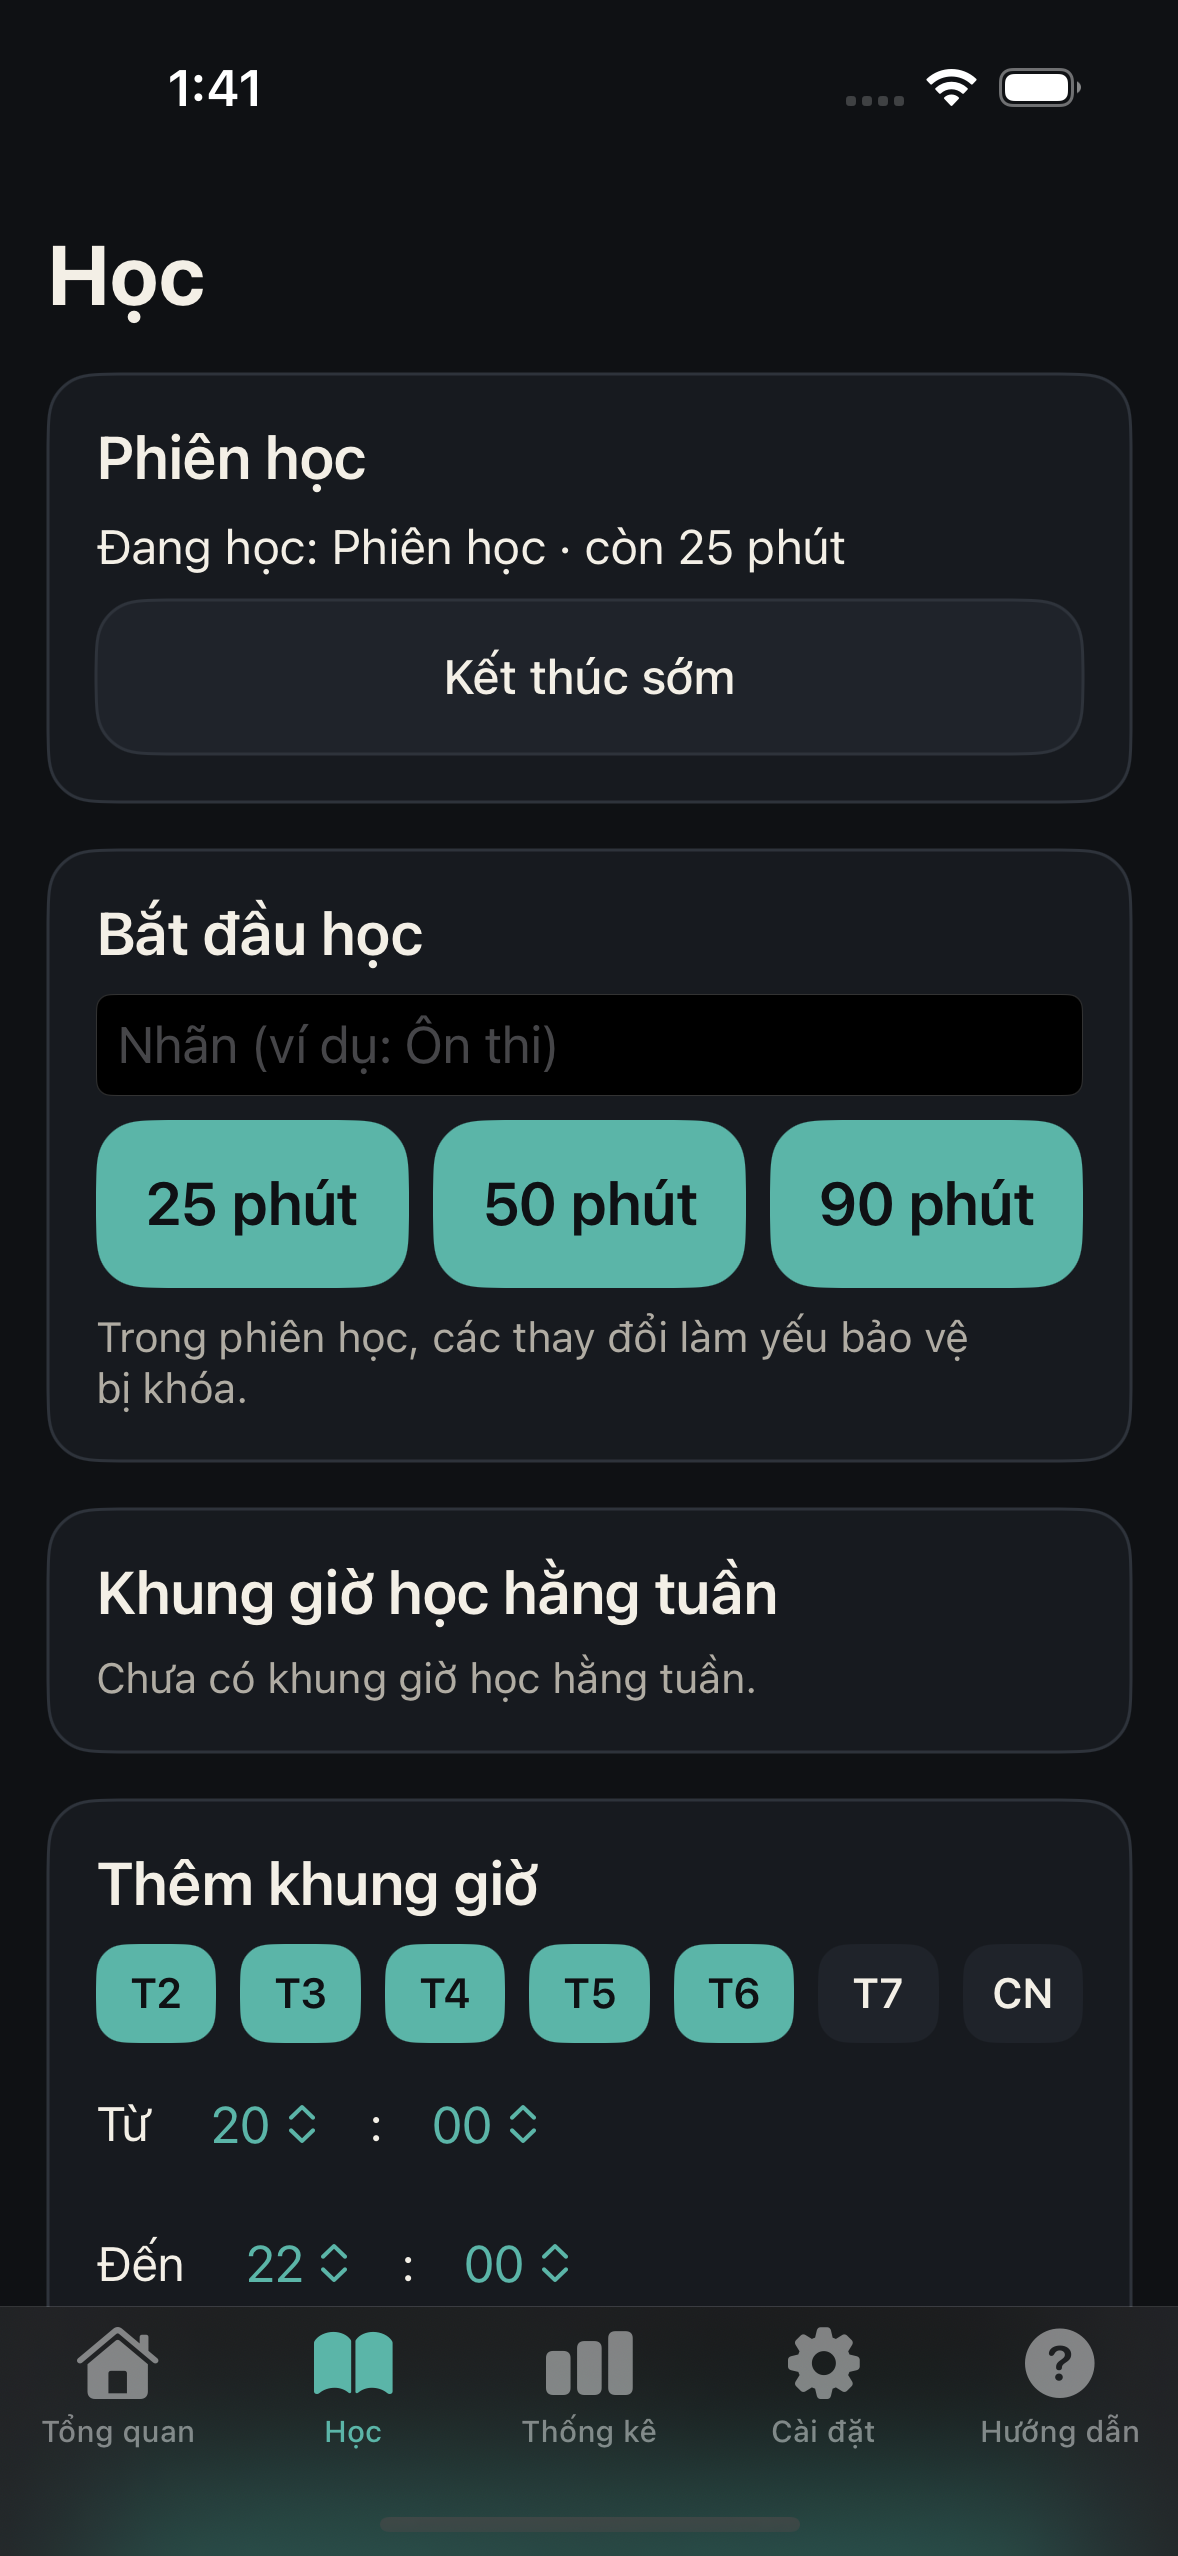 1:41
Học
Phiên học
Đang học: Phiên học · còn 25 phút
Kết thúc sớm
Bắt đầu học
Nhãn (ví dụ: Ôn thi)
25 phút 50 phút 90 phút
Trong phiên học, các thay đổi làm yếu bảo vệ
bị khóa.
Khung giờ học hằng tuần
Chưa có khung giờ học hằng tuần.
Thêm khung giờ
T2 T3 T4 T5 T6 T7 CN
Từ 20 : 00
Đến 22 : 00
Tổng quan Học Thống kê Cài đặt Hướng dẫn